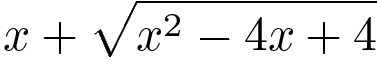 x + √(x² − 4x + 4)